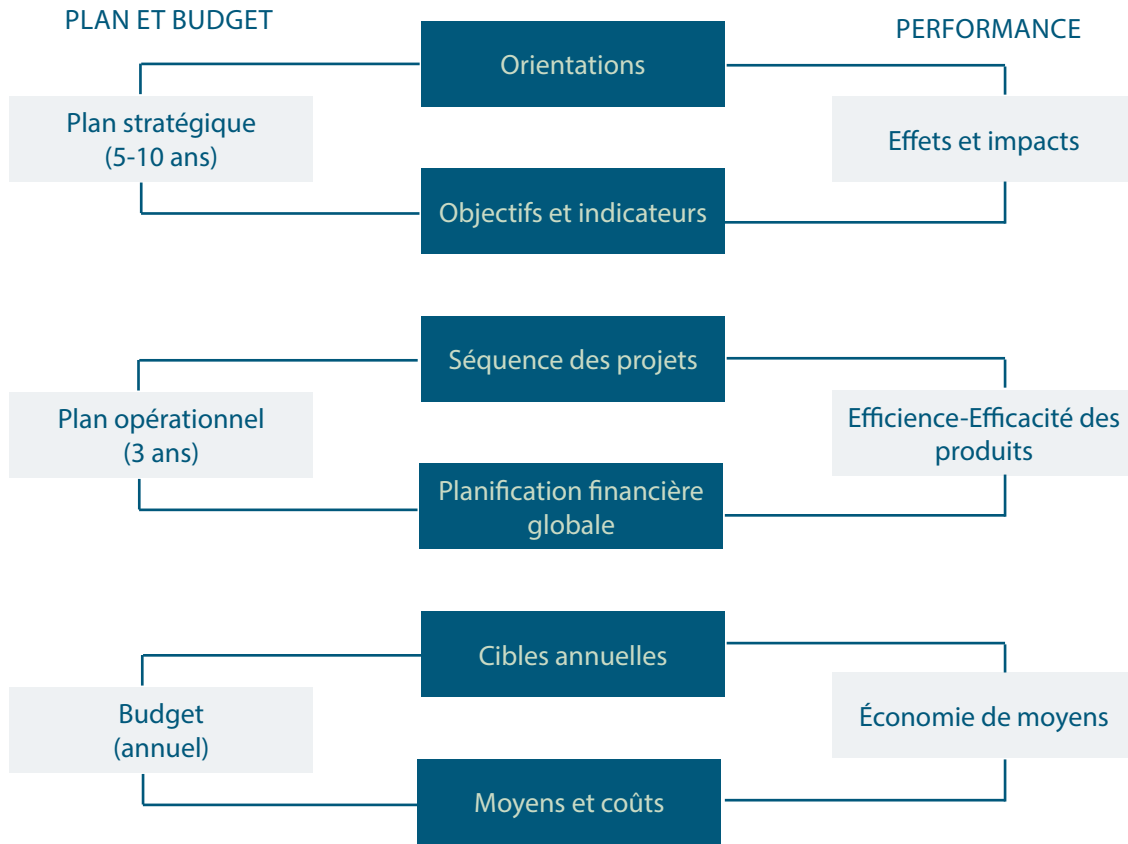 PLAN ET BUDGET
PERFORMANCE
Orientations
Plan stratégique
(5-10 ans)
Effets et impacts
Objectifs et indicateurs
Séquence des projets
Plan opérationnel
(3 ans)
Efficience-Efficacité des
produits
Planification financière
globale
Cibles annuelles
Budget
(annuel)
Économie de moyens
Moyens et coûts